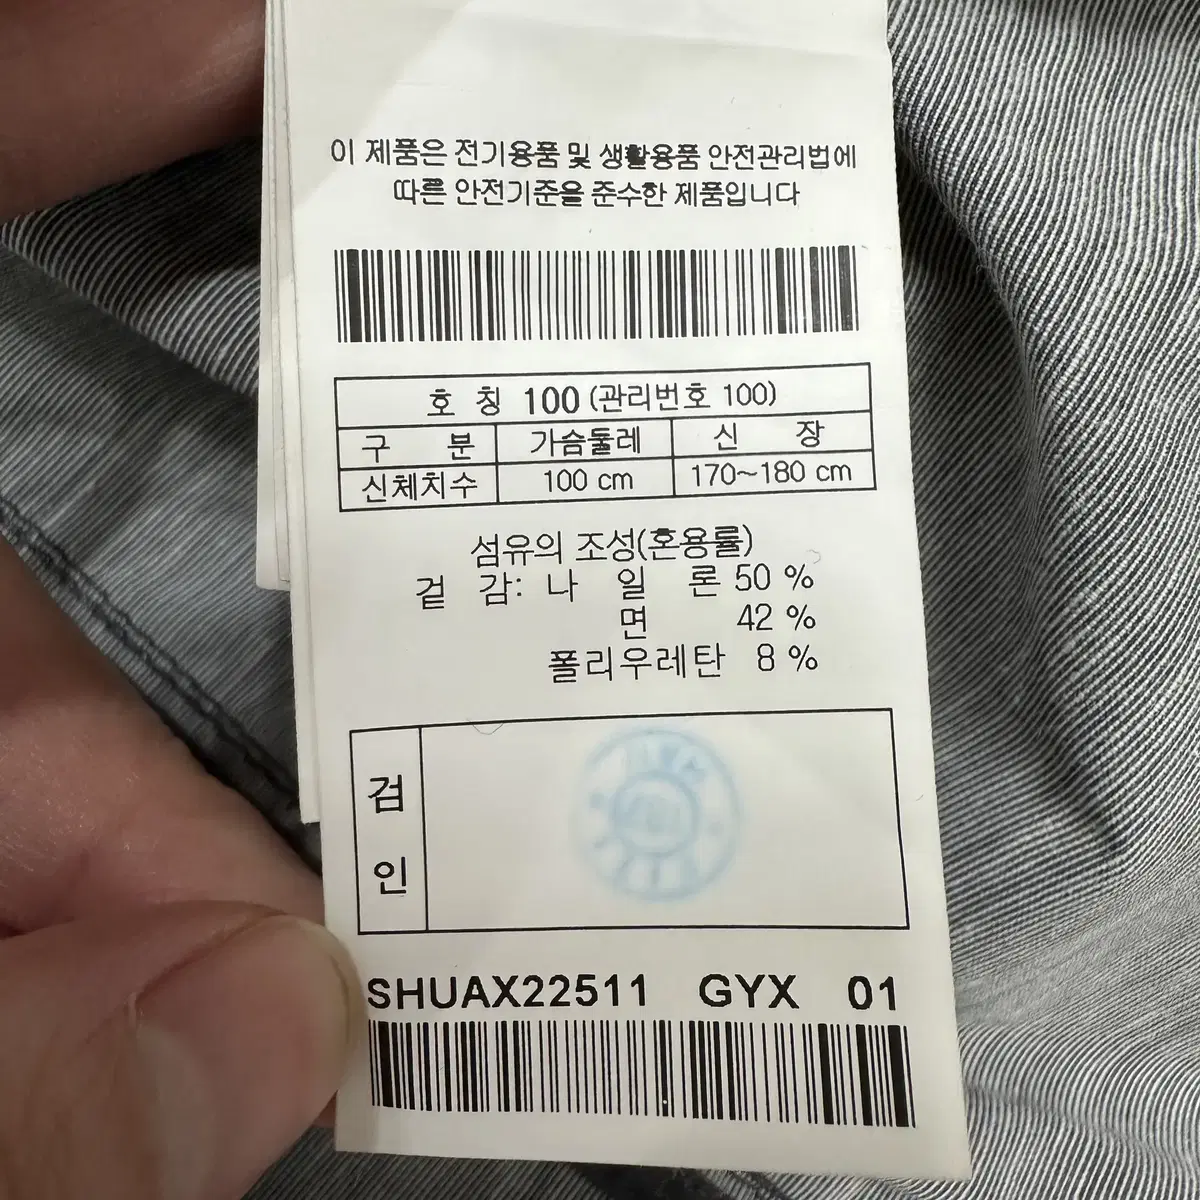 이 제품은 전기용품 및 생활용품 안전관리법에
따른 안전기준을 준수한 제품입니다
호 칭 100 (관리번호 100)
구 분 가슴둘레 신 장
신체치수 100 cm 170~180 cm
섬유의 조성(혼용률)
겉 감: 나 일 론 50 %
면 42 %
폴리우레탄 8 %
검
인
SHUAX22511 GYX 01